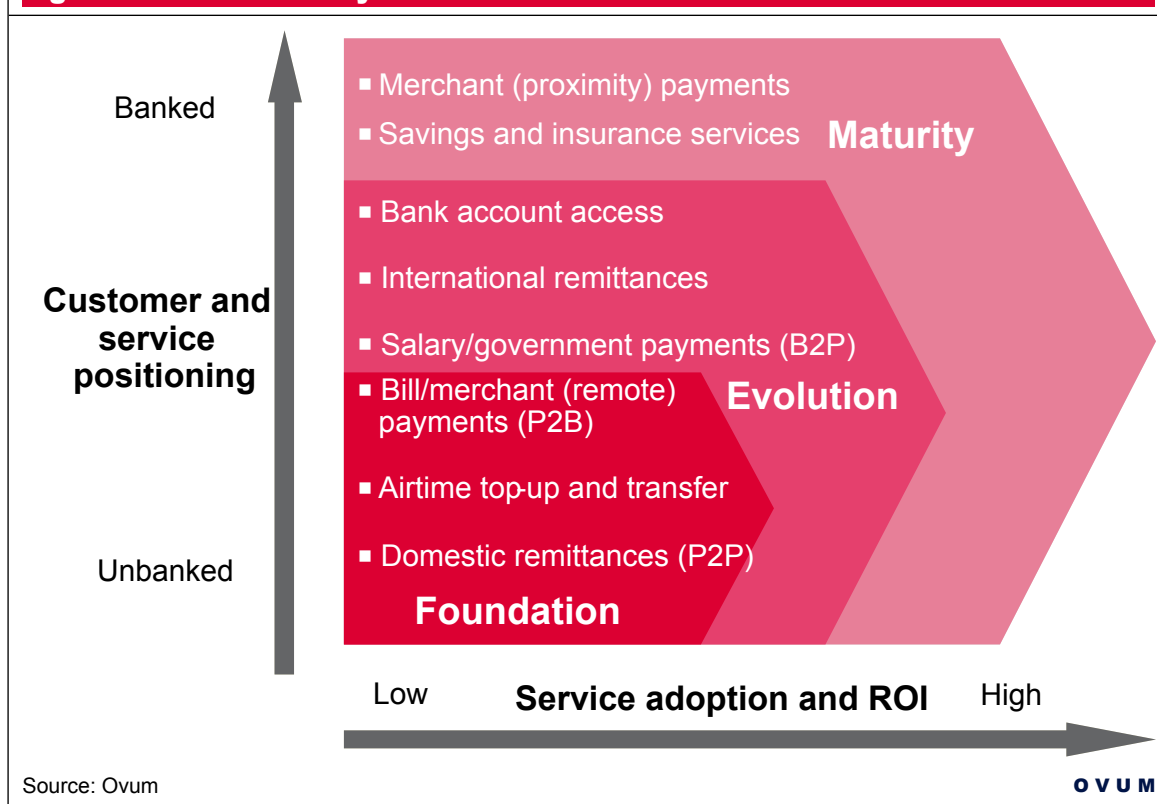 Banked
Customer and
service
positioning
Unbanked
▪ Merchant (proximity) payments
▪ Savings and insurance services
Maturity
▪ Bank account access
▪ International remittances
▪ Salary/government payments (B2P)
Evolution
▪ Bill/merchant (remote)
payments (P2B)
▪ Airtime top-up and transfer
▪ Domestic remittances (P2P)
Foundation
Low
Service adoption and ROI
High
Source: Ovum
OVUM